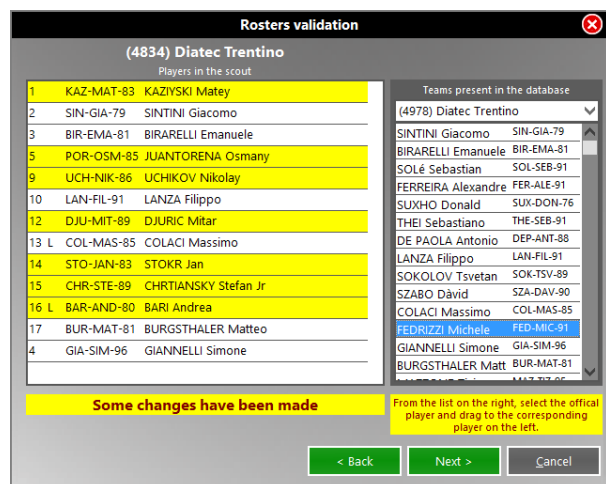 Rosters validation
(4834) Diatec Trentino
Players in the scout
1 KAZ-MAT-83 KAZIYSKI Matey
2 SIN-GIA-79 SINTINI Giacomo
3 BIR-EMA-81 BIRARELLI Emanuele
5 POR-OSM-85 JUANTORENA Osmany
9 UCH-NIK-86 UCHIKOV Nikolay
10 LAN-FIL-91 LANZA Filippo
12 DJU-MIT-89 DJURIC Mitar
13 L COL-MAS-85 COLACI Massimo
14 STO-JAN-83 STOKR Jan
15 CHR-STE-89 CHRTIANSKY Stefan Jr
16 L BAR-AND-80 BARI Andrea
17 BUR-MAT-81 BURGSTHALER Matteo
4 GIA-SIM-96 GIANNELLI Simone
Some changes have been made
Teams present in the database
(4978) Diatec Trentino
SINTINI Giacomo SIN-GIA-79
BIRARELLI Emanuele BIR-EMA-81
SOLé Sebastian SOL-SEB-91
FERREIRA Alexandre FER-ALE-91
SUXHO Donald SUX-DON-76
THEI Sebastiano THE-SEB-91
DE PAOLA Antonio DEP-ANT-88
LANZA Filippo LAN-FIL-91
SOKOLOV Tsvetan SOK-TSV-89
SZABO Dàvid SZA-DAV-90
COLACI Massimo COL-MAS-85
FEDRIZZI Michele FED-MIC-91
GIANNELLI Simone GIA-SIM-96
BURGSTHALER Matt BUR-MAT-81
From the list on the right, select the offical
player and drag to the corresponding
player on the left.
< Back Next > Cancel